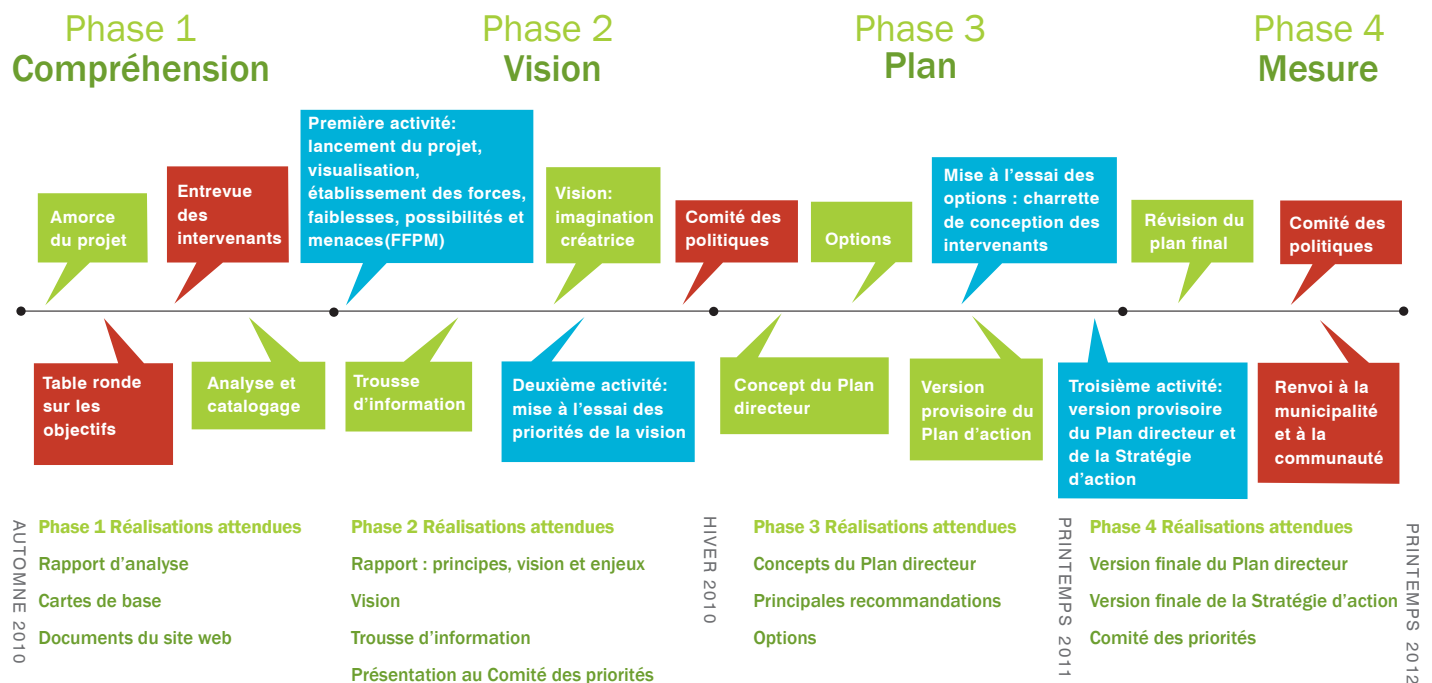 Phase 1
Compréhension
Phase 2
Vision
Phase 3
Plan
Phase 4
Mesure
Amorce
du projet
Entrevue
des
intervenants
Première activité:
lancement du projet,
visualisation,
établissement des forces,
faiblesses, possibilités et
menaces(FFPM)
Vision:
imagination
créatrice
Comité des
politiques
Options
Mise à l'essai des
options : charrette
de conception des
intervenants
Révision du
plan final
Comité des
politiques
Table ronde
sur les
objectifs
Analyse et
catalogage
Trousse
d'information
Deuxième activité:
mise à l'essai des
priorités de la vision
Concept du Plan
directeur
Version
provisoire du
Plan d'action
Troisième activité:
version provisoire
du Plan directeur et
de la Stratégie
d'action
Renvoi à la
municipalité
et à la
communauté
AUTOMNE 2010
Phase 1 Réalisations attendues
Rapport d'analyse
Cartes de base
Documents du site web
Phase 2 Réalisations attendues
Rapport : principes, vision et enjeux
Vision
Trousse d'information
Présentation au Comité des priorités
HIVER 2010
Phase 3 Réalisations attendues
Concepts du Plan directeur
Principales recommandations
Options
PRINTEMPS 2011
Phase 4 Réalisations attendues
Version finale du Plan directeur
Version finale de la Stratégie d'action
Comité des priorités
PRINTEMPS 2012